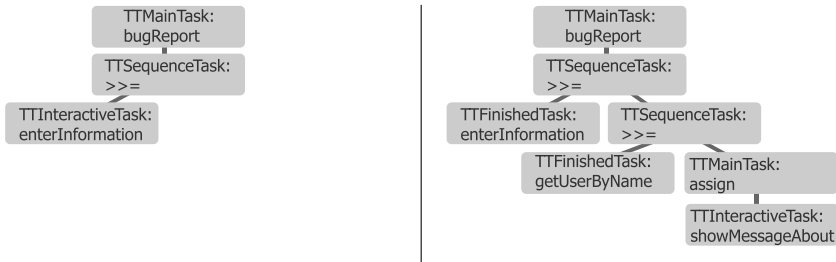 TTMainTask:
bugReport
TTSequenceTask:
>>=
TTInteractiveTask:
enterInformation
TTMainTask:
bugReport
TTSequenceTask:
>>=
TTFinishedTask:
enterInformation
TTSequenceTask:
>>=
TTFinishedTask:
getUserByName
TTMainTask:
assign
TTInteractiveTask:
showMessageAbout